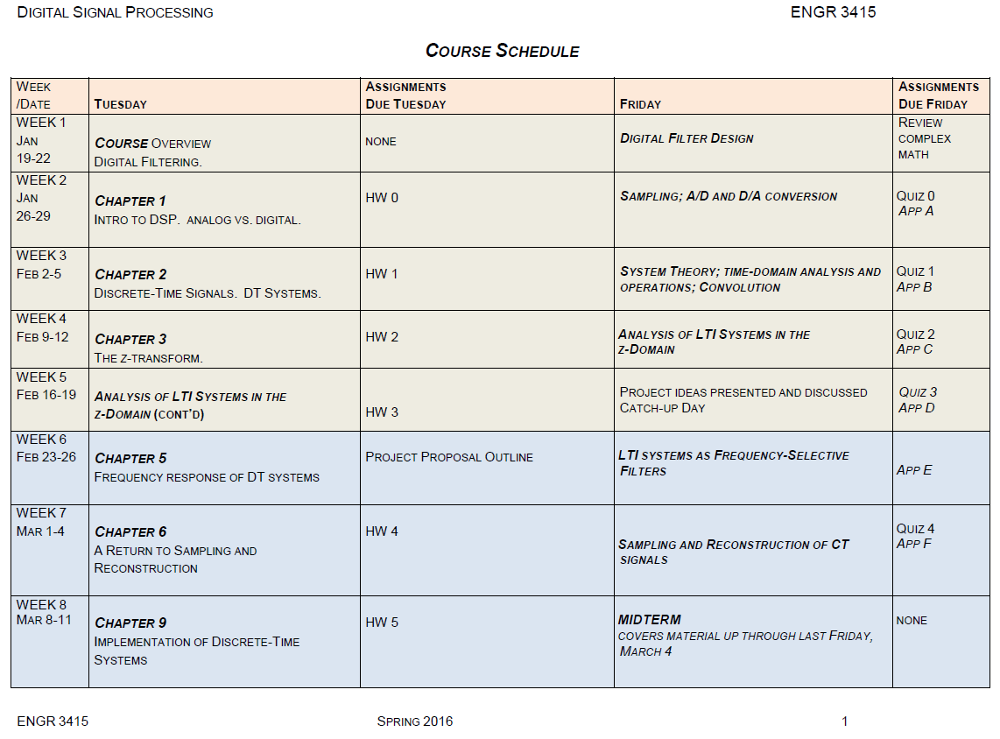 DIGITAL SIGNAL PROCESSING ENGR 3415
COURSE SCHEDULE
WEEK
/DATE
TUESDAY
ASSIGNMENTS
DUE TUESDAY
FRIDAY
ASSIGNMENTS
DUE FRIDAY
WEEK 1
JAN
19-22
COURSE OVERVIEW
DIGITAL FILTERING.
NONE
DIGITAL FILTER DESIGN
REVIEW
COMPLEX
MATH
WEEK 2
JAN
26-29
CHAPTER 1
INTRO TO DSP. ANALOG VS. DIGITAL.
HW 0
SAMPLING; A/D AND D/A CONVERSION
QUIZ 0
APP A
WEEK 3
FEB 2-5
CHAPTER 2
DISCRETE-TIME SIGNALS. DT SYSTEMS.
HW 1
SYSTEM THEORY; TIME-DOMAIN ANALYSIS AND
OPERATIONS; CONVOLUTION
QUIZ 1
APP B
WEEK 4
FEB 9-12
CHAPTER 3
THE Z-TRANSFORM.
HW 2
ANALYSIS OF LTI SYSTEMS IN THE
Z-DOMAIN
QUIZ 2
APP C
WEEK 5
FEB 16-19
ANALYSIS OF LTI SYSTEMS IN THE
Z-DOMAIN (CONT'D)
HW 3
PROJECT IDEAS PRESENTED AND DISCUSSED
CATCH-UP DAY
QUIZ 3
APP D
WEEK 6
FEB 23-26
CHAPTER 5
FREQUENCY RESPONSE OF DT SYSTEMS
PROJECT PROPOSAL OUTLINE
LTI SYSTEMS AS FREQUENCY-SELECTIVE
FILTERS
APP E
WEEK 7
MAR 1-4
CHAPTER 6
A RETURN TO SAMPLING AND
RECONSTRUCTION
HW 4
SAMPLING AND RECONSTRUCTION OF CT
SIGNALS
QUIZ 4
APP F
WEEK 8
MAR 8-11
CHAPTER 9
IMPLEMENTATION OF DISCRETE-TIME
SYSTEMS
HW 5
MIDTERM
COVERS MATERIAL UP THROUGH LAST FRIDAY,
MARCH 4
NONE
ENGR 3415 SPRING 2016 1